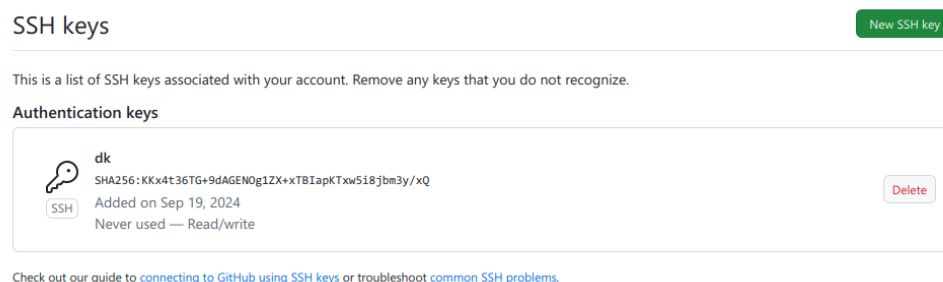 SSH keys
New SSH key
This is a list of SSH keys associated with your account. Remove any keys that you do not recognize.
Authentication keys
dk
SHA256:KKx4t36TG+9dAGENOg1ZX+xTBIapKTxw5i8jbm3y/xQ
SSH
Added on Sep 19, 2024
Never used — Read/write
Delete
Check out our guide to connecting to GitHub using SSH keys or troubleshoot common SSH problems.